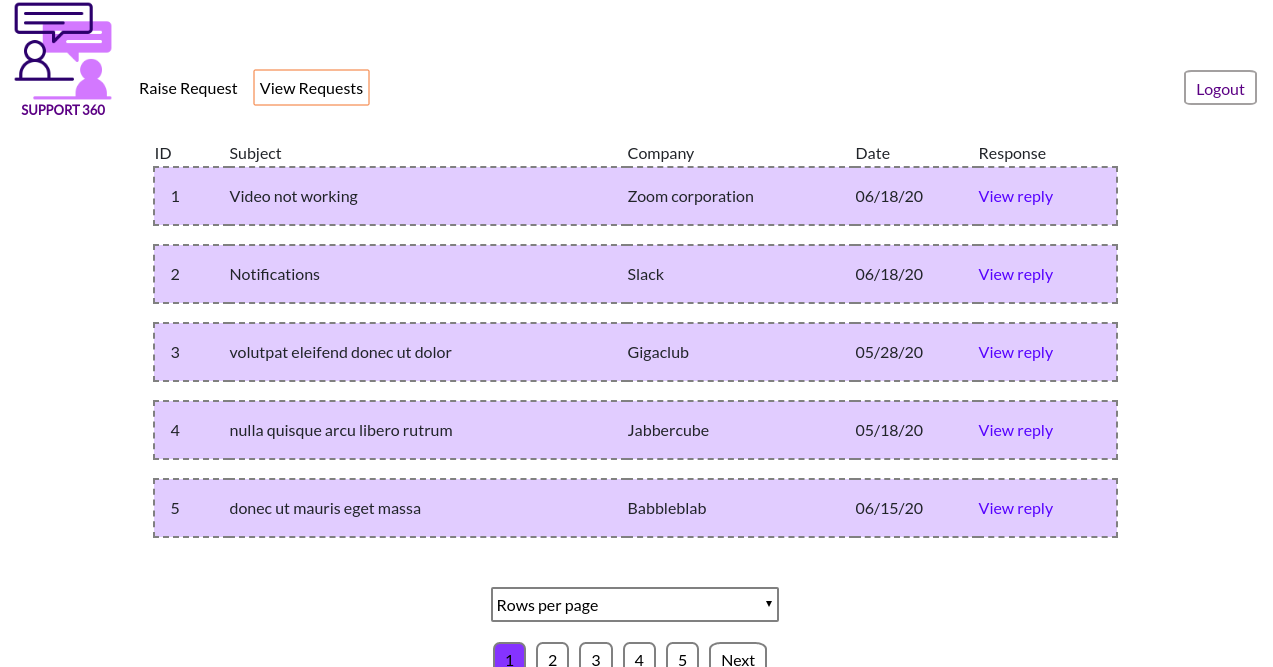 SUPPORT 360
Raise Request View Requests Logout
ID Subject Company Date Response
1 Video not working Zoom corporation 06/18/20 View reply
2 Notifications Slack 06/18/20 View reply
3 volutpat eleifend donec ut dolor Gigaclub 05/28/20 View reply
4 nulla quisque arcu libero rutrum Jabbercube 05/18/20 View reply
5 donec ut mauris eget massa Babbleblab 06/15/20 View reply
Rows per page
1 2 3 4 5 Next